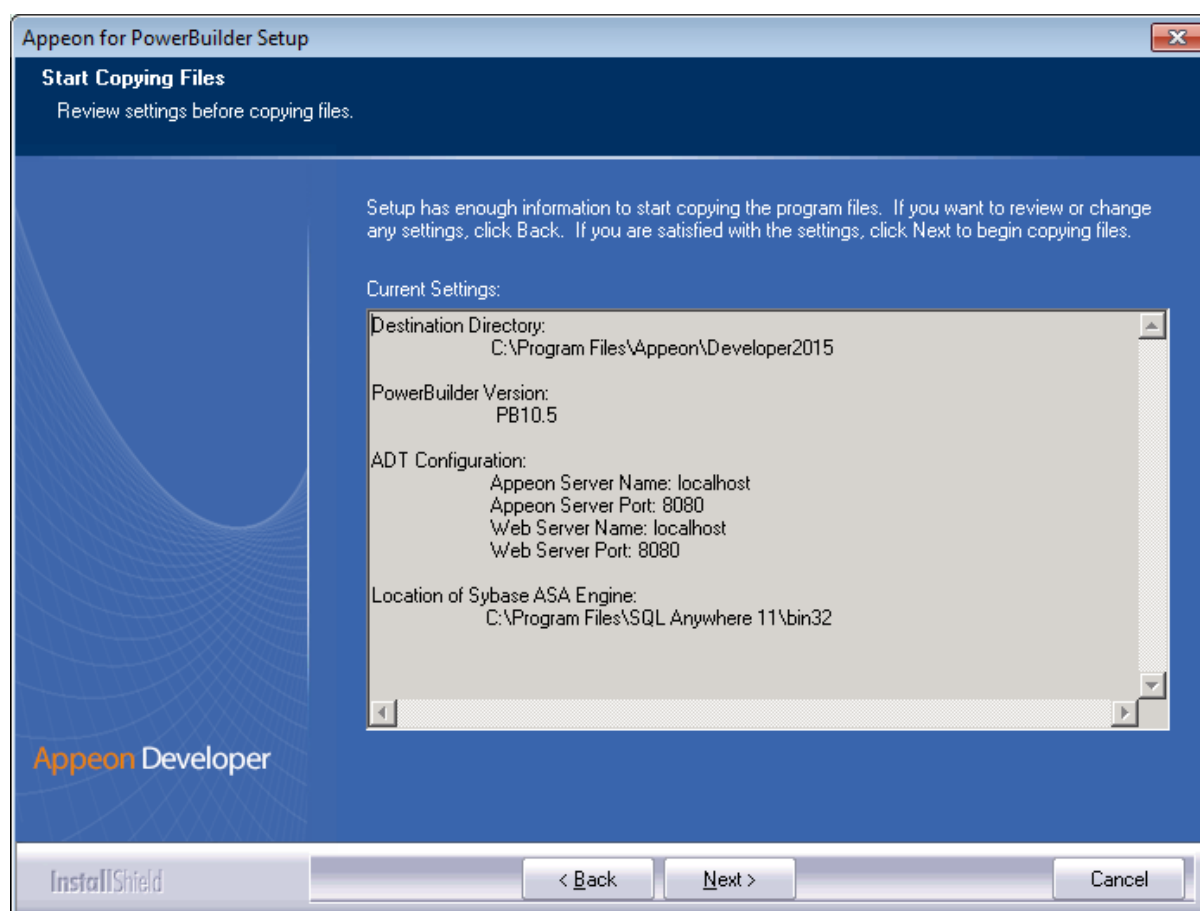 Appeon for PowerBuilder Setup
Start Copying Files
Review settings before copying files.
Setup has enough information to start copying the program files.  If you want to review or change
any settings, click Back.  If you are satisfied with the settings, click Next to begin copying files.
Current Settings:
Destination Directory:
C:\Program Files\Appeon\Developer2015
PowerBuilder Version:
PB10.5
ADT Configuration:
Appeon Server Name: localhost
Appeon Server Port: 8080
Web Server Name: localhost
Web Server Port: 8080
Location of Sybase ASA Engine:
C:\Program Files\SQL Anywhere 11\bin32
Appeon Developer
InstallShield
< Back
Next >
Cancel